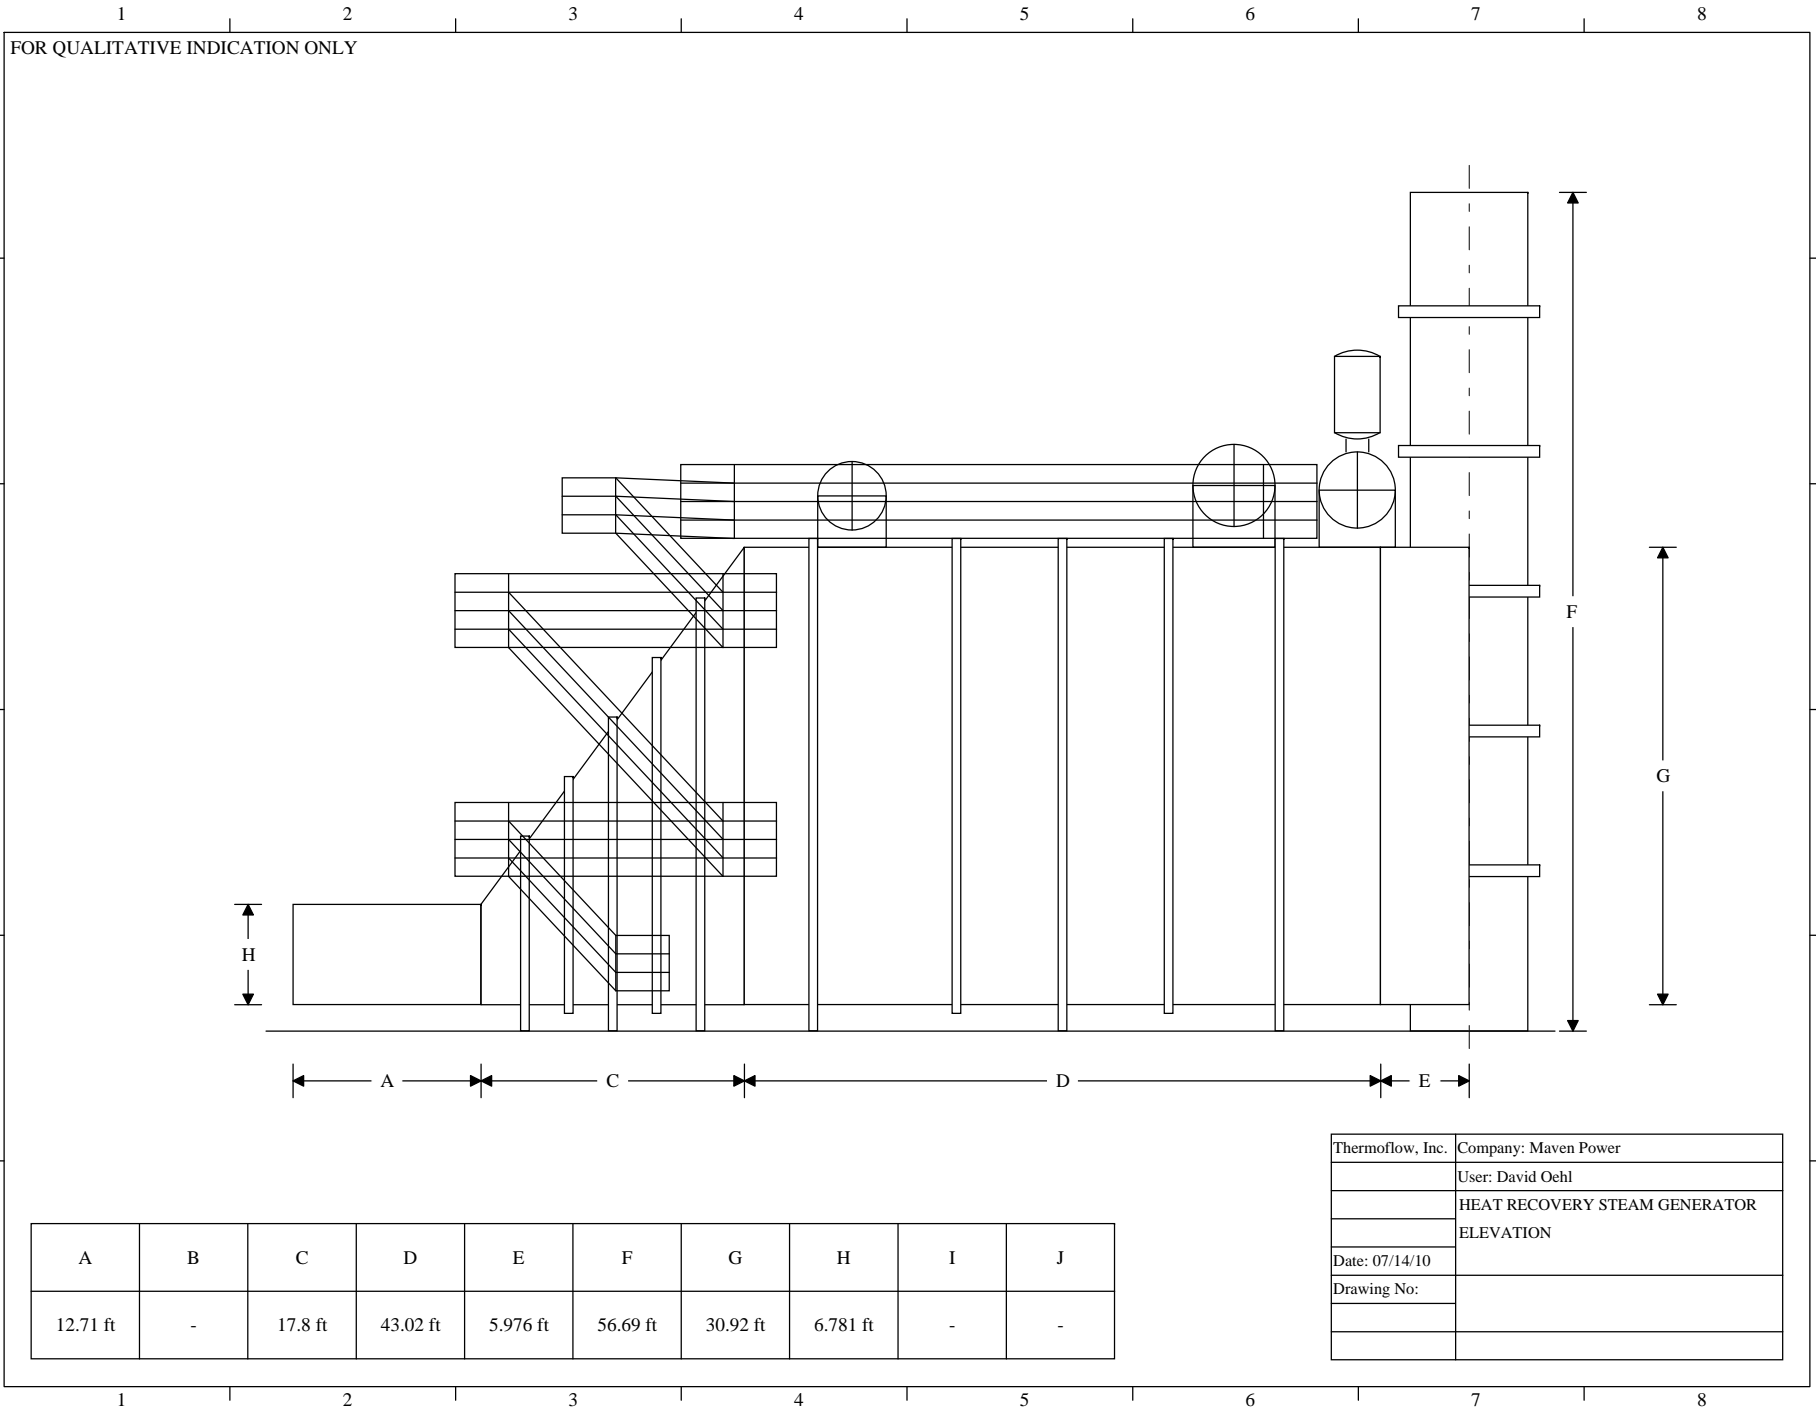 1 2 3 4 5 6 7 8
FOR QUALITATIVE INDICATION ONLY
F
G
H
A C D E
Thermoflow, Inc. Company: Maven Power
User: David Oehl
HEAT RECOVERY STEAM GENERATOR
ELEVATION
Date: 07/14/10
Drawing No:
A B C D E F G H I J
12.71 ft - 17.8 ft 43.02 ft 5.976 ft 56.69 ft 30.92 ft 6.781 ft - -
1 2 3 4 5 6 7 8